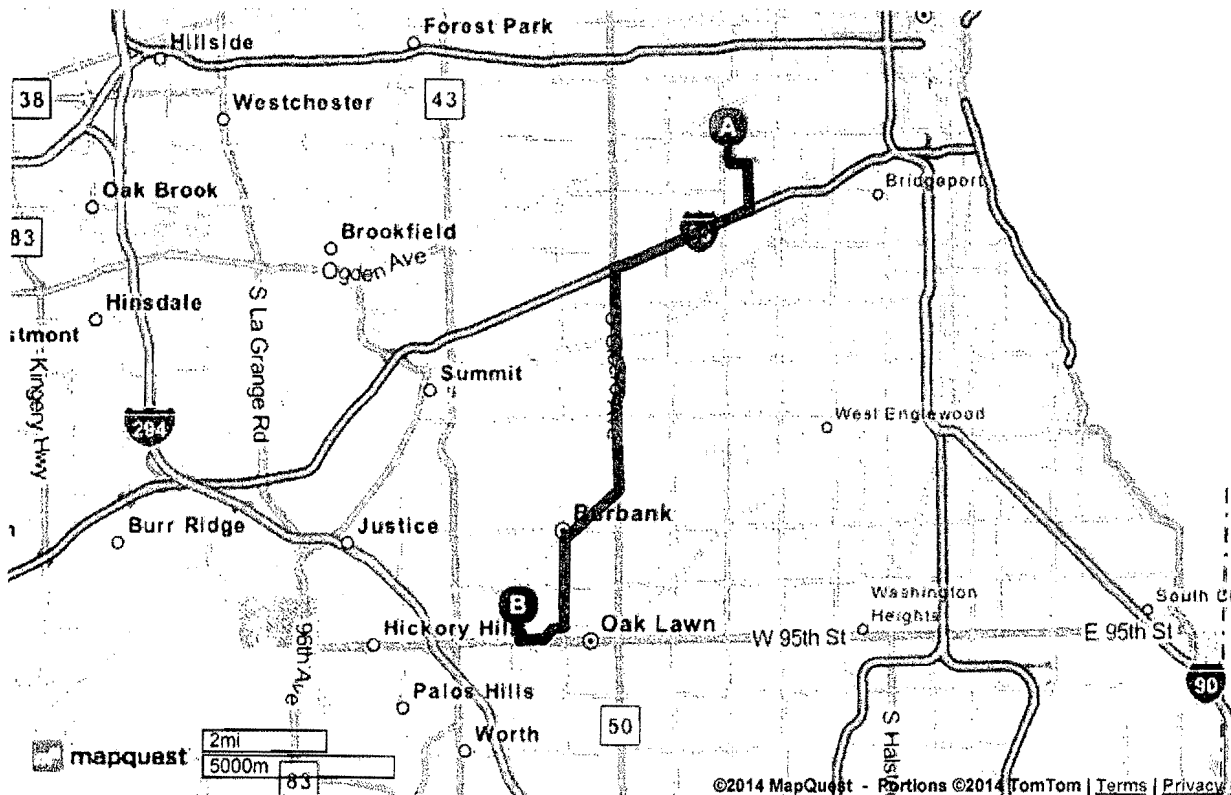 Forest Park
Hillside
38
43
Westchester
A
Oak Brook
Bridgeport
83
Brookfield
Ogden Ave
Hinsdale
stmont
S La Grange Rd
Kingery Hwy
Summit
294
West Englewood
Burr Ridge
Justice
Burbank
B
Washington
Heights
South C
Hickory Hill
Oak Lawn
W 95th St
E 95th St
96th Ave
Palos Hills
90
Worth
50
S Hals
mapquest
2mi
5000m
83
©2014 MapQuest - Portions ©2014 TomTom | Terms | Privacy